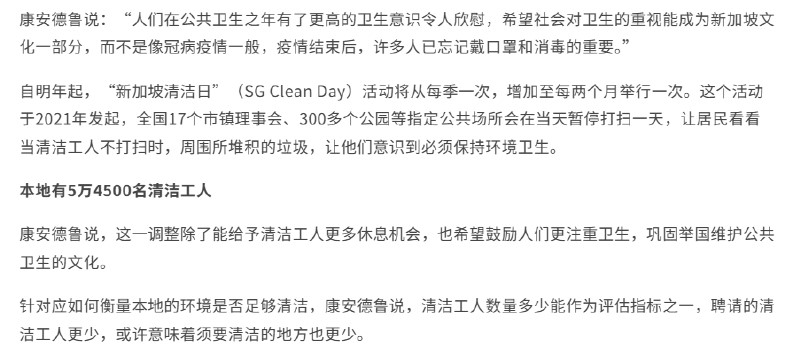 康安德鲁说：“人们在公共卫生之年有了更高的卫生意识令人欣慰，希望社会对卫生的重视能成为新加坡文
化一部分，而不是像冠病疫情一般，疫情结束后，许多人已忘记戴口罩和消毒的重要。”
自明年起，“新加坡清洁日”（SG Clean Day）活动将从每季一次，增加至每两个月举行一次。这个活动
于2021年发起，全国17个市镇理事会、300多个公园等指定公共场所会在当天暂停打扫一天，让居民看看
当清洁工人不打扫时，周围所堆积的垃圾，让他们意识到必须保持环境卫生。
本地有5万4500名清洁工人
康安德鲁说，这一调整除了能给予清洁工人更多休息机会，也希望鼓励人们更注重卫生，巩固举国维护公共
卫生的文化。
针对应如何衡量本地的环境是否足够清洁，康安德鲁说，清洁工人数量多少能作为评估指标之一，聘请的清
洁工人更少，或许意味着须要清洁的地方也更少。